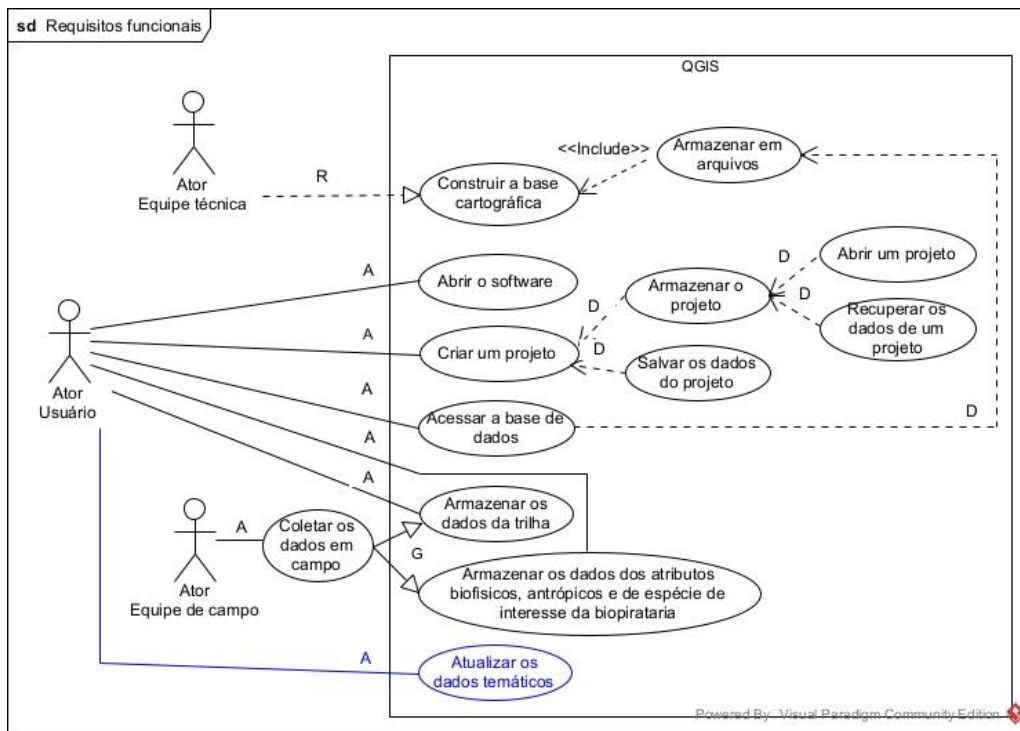 sd Requisitos funcionais
QGIS
Ator
Equipe técnica
R
Construir a base
cartográfica
<<Include>>
Armazenar em
arquivos
Ator
Usuário
A
Abrir o software
A
Criar um projeto
D
Armazenar o
projeto
D
Abrir um projeto
D
Recuperar os
dados de um
projeto
D
Salvar os dados
do projeto
A
Acessar a base de
dados
D
A
A
Armazenar os
dados da trilha
Ator
Equipe de campo
A
Coletar os
dados em
campo
G
Armazenar os dados dos atributos
biofisicos, antrópicos e de espécie de
interesse da biopirataria
A
Atualizar os
dados temáticos
Powered By Visual Paradigm Community Edition